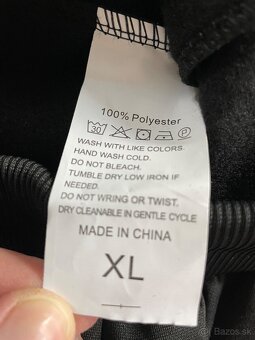 100% Polyester
30 P
WASH WITH LIKE COLORS.
HAND WASH COLD.
DO NOT BLEACH.
TUMBLE DRY LOW IRON IF
NEEDED.
DO NOT WRING OR TWIST.
DRY CLEANABLE IN GENTLE CYCLE
MADE IN CHINA
XL
Bazos.sk